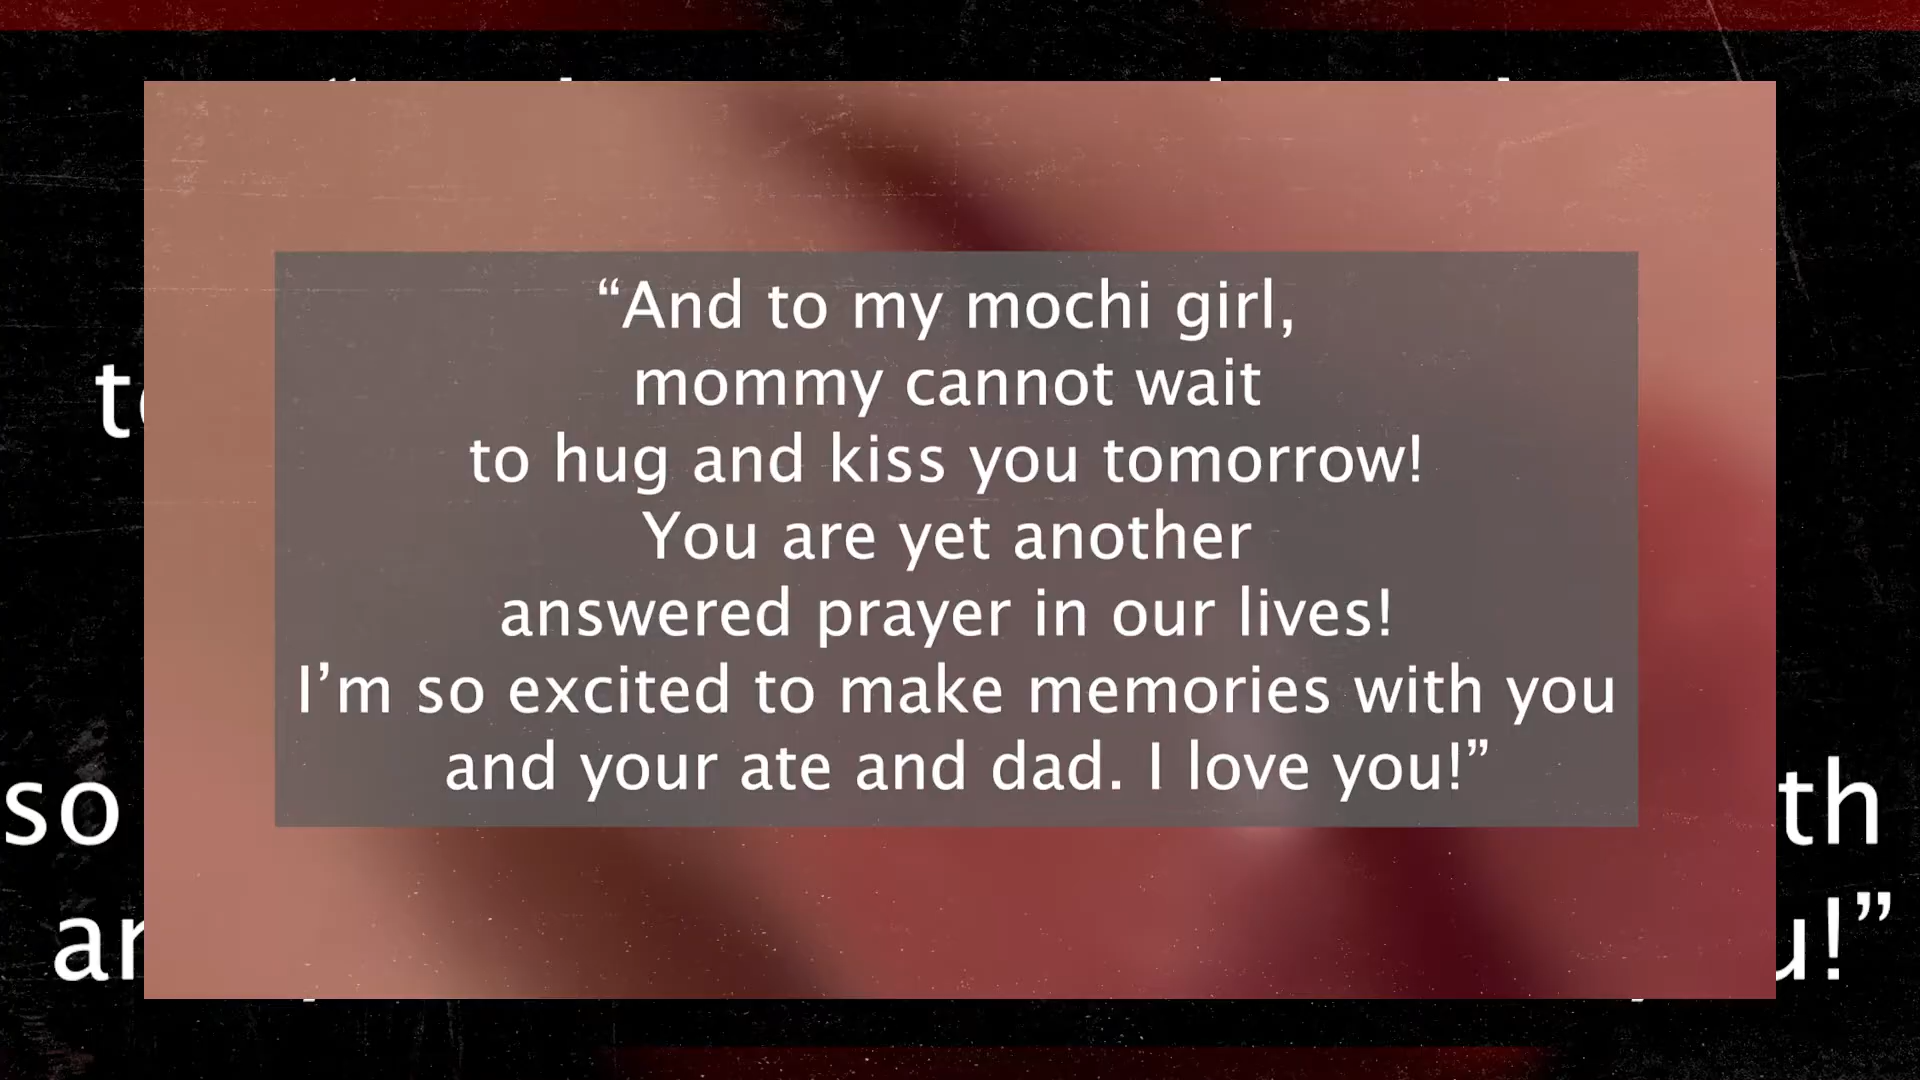 “And to my mochi girl,
mommy cannot wait
to hug and kiss you tomorrow!
You are yet another
answered prayer in our lives!
I’m so excited to make memories with you
and your ate and dad. I love you!”
so